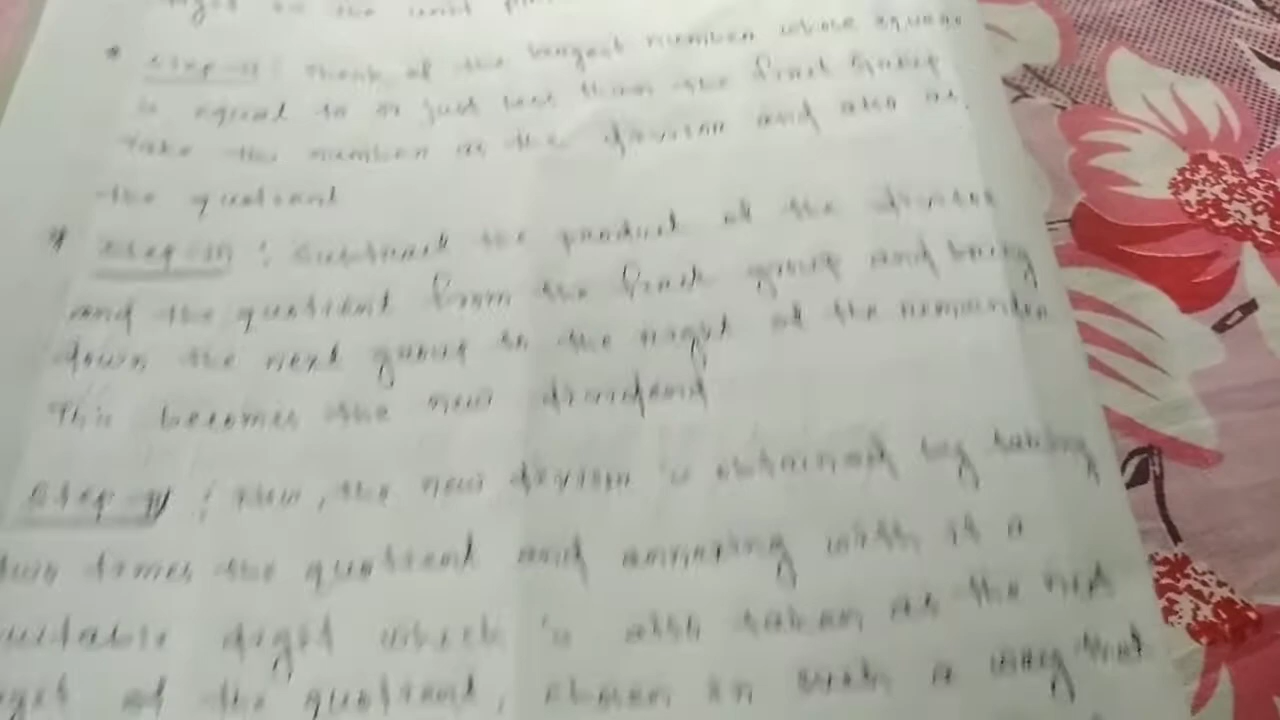 * Step-II : Think of the largest number whose square
is equal to or just less than the first group
Take the number as the divisor and also as
the quotient
* Step-III : Subtract the product of the divisor
and the quotient from the first group and bring
down the next group to the right of the remainder
This becomes the new dividend
Step-IV : Now, the new divisor is obtained by taking
two times the quotient and annexing with it a
suitable digit which is also taken as the next
of the quotient, chosen in such a way that